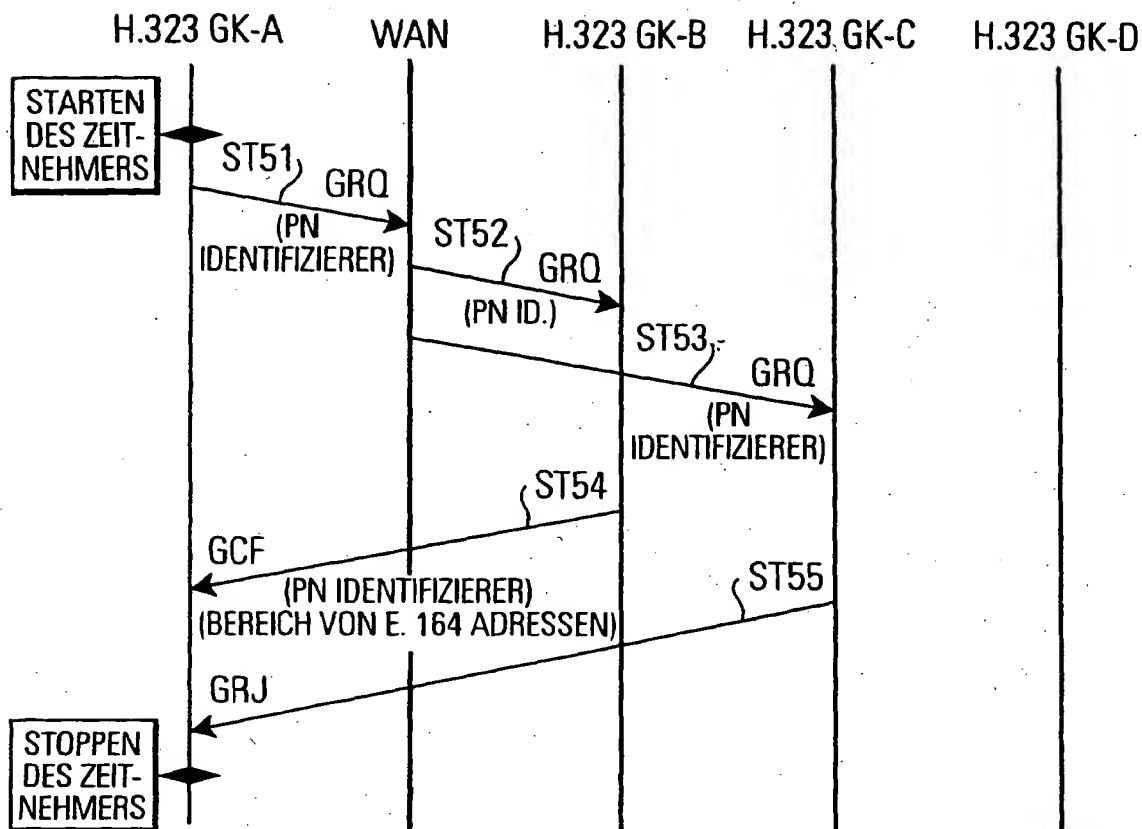 H.323 GK-A
WAN
H.323 GK-B
H.323 GK-C
H.323 GK-D
STARTEN
DES ZEIT-
NEHMERS
ST51
GRQ
(PN
IDENTIFIZIERER)
ST52
GRQ
(PN ID.)
ST53
GRQ
(PN
IDENTIFIZIERER)
ST54
GCF
(PN IDENTIFIZIERER)
(BEREICH VON E. 164 ADRESSEN)
ST55
GRJ
STOPPEN
DES ZEIT-
NEHMERS